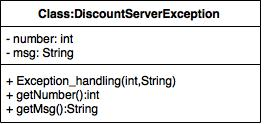 Class:DiscountServerException
- number: int
- msg: String
+ Exception_handling(int,String)
+ getNumber():int
+ getMsg():String